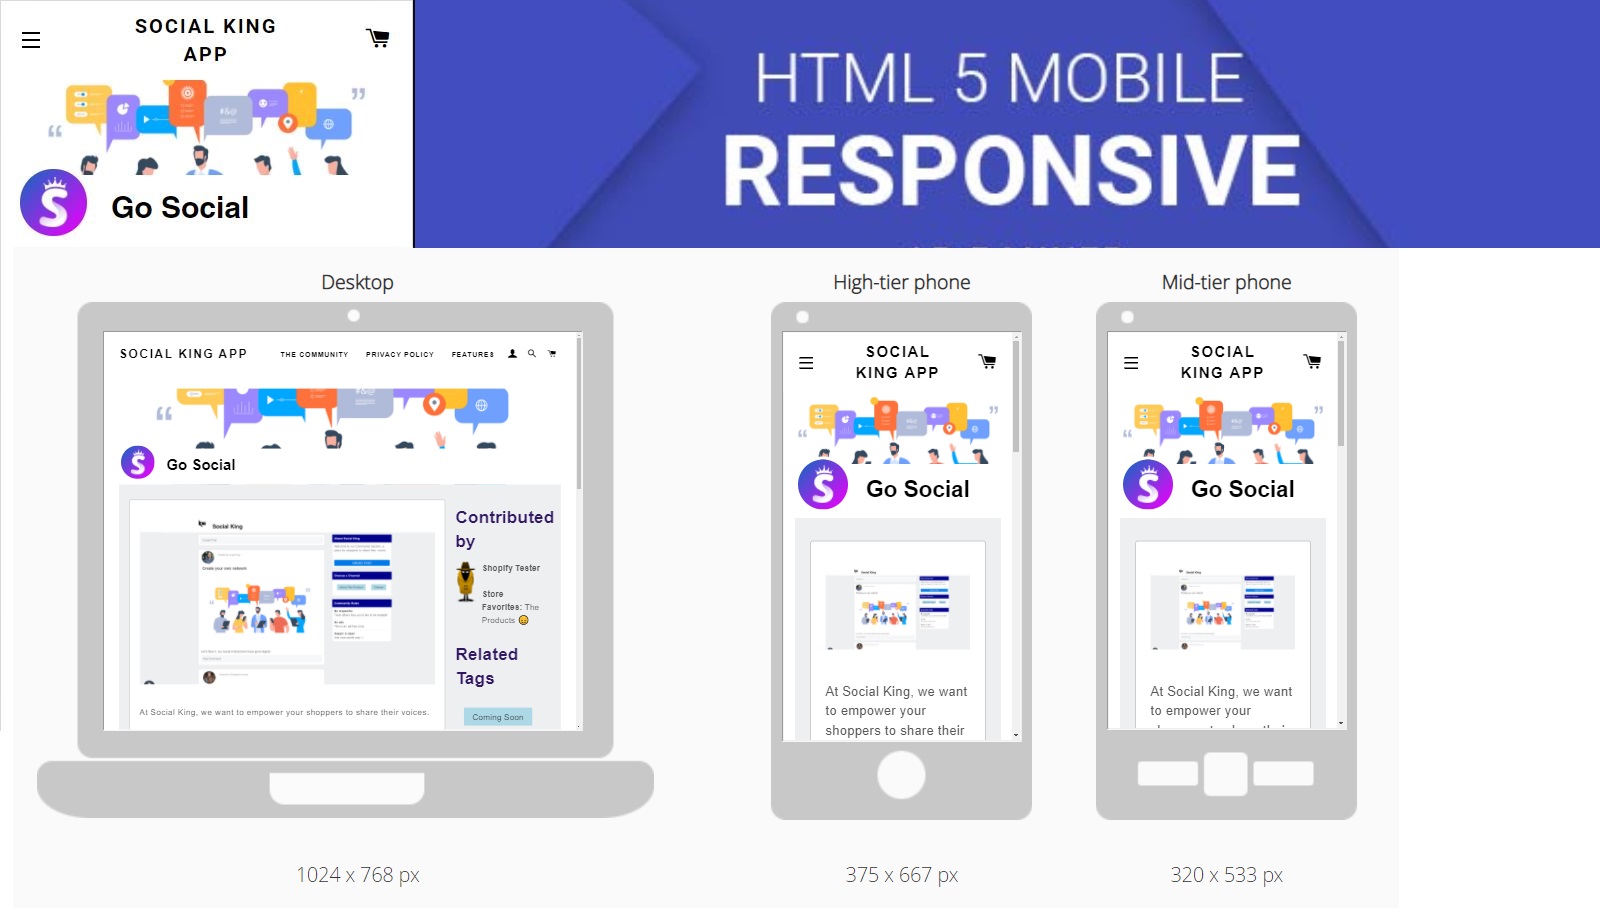 SOCIAL KING
APP
Go Social
HTML 5 MOBILE
RESPONSIVE
Desktop
SOCIAL KING APP
THE COMMUNITY
PRIVACY POLICY
FEATURES
Go Social
Social King
Create your own network
Contributed
by
Shopify Tester
Store
Favorites: The
Products
Related
Tags
Coming Soon
At Social King, we want to empower your shoppers to share their voices.
1024 x 768 px
High-tier phone
SOCIAL
KING APP
Go Social
At Social King, we want
to empower your
shoppers to share their
375 x 667 px
Mid-tier phone
SOCIAL
KING APP
Go Social
At Social King, we want
to empower your
320 x 533 px